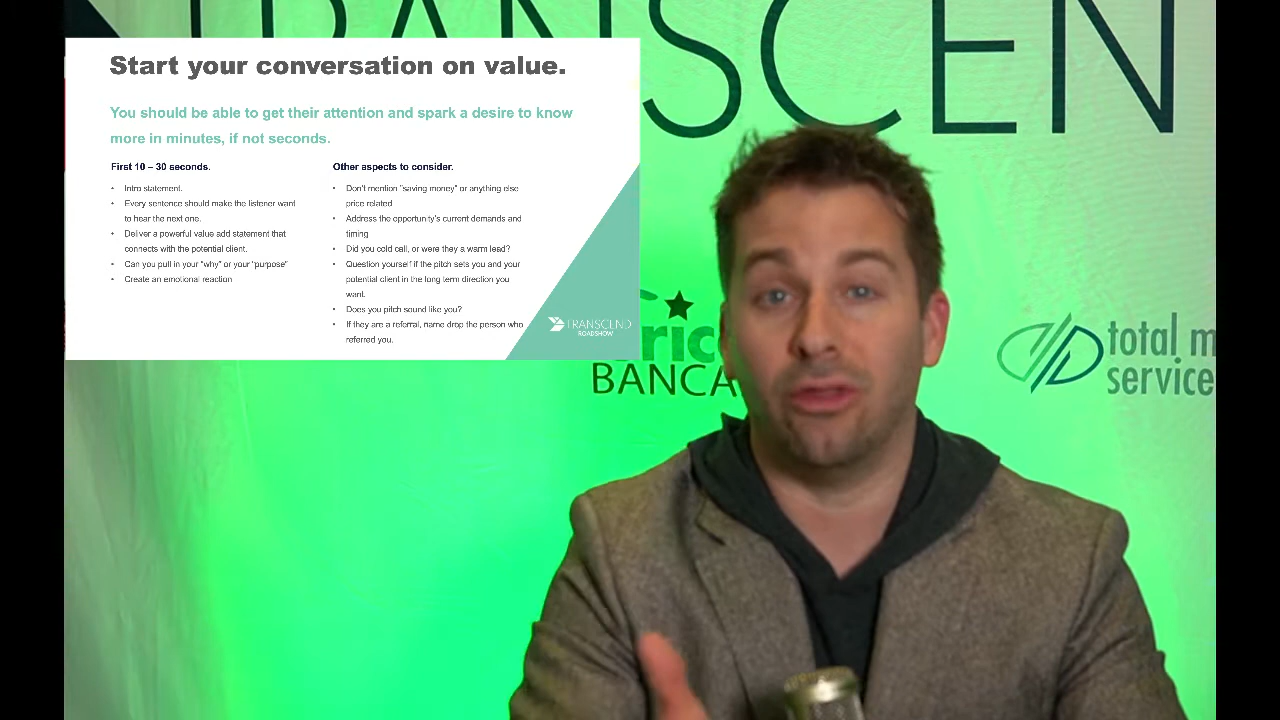 TRANSCEN
Start your conversation on value.
You should be able to get their attention and spark a desire to know
more in minutes, if not seconds.
First 10 – 30 seconds.
• Intro statement.
• Every sentence should make the listener want
to hear the next one.
• Deliver a powerful value add statement that
connects with the potential client.
• Can you pull in your "why" or your "purpose"
• Create an emotional reaction
Other aspects to consider.
• Don't mention "saving money" or anything else
price related
• Address the opportunity's current demands and
timing
• Did you cold call, or were they a warm lead?
• Question yourself if the pitch sets you and your
potential client in the long term direction you
want.
• Does you pitch sound like you?
• If they are a referral, name drop the person who
referred you.
TRANSCEND
ROADSHOW
ric
BANCA
total m
service